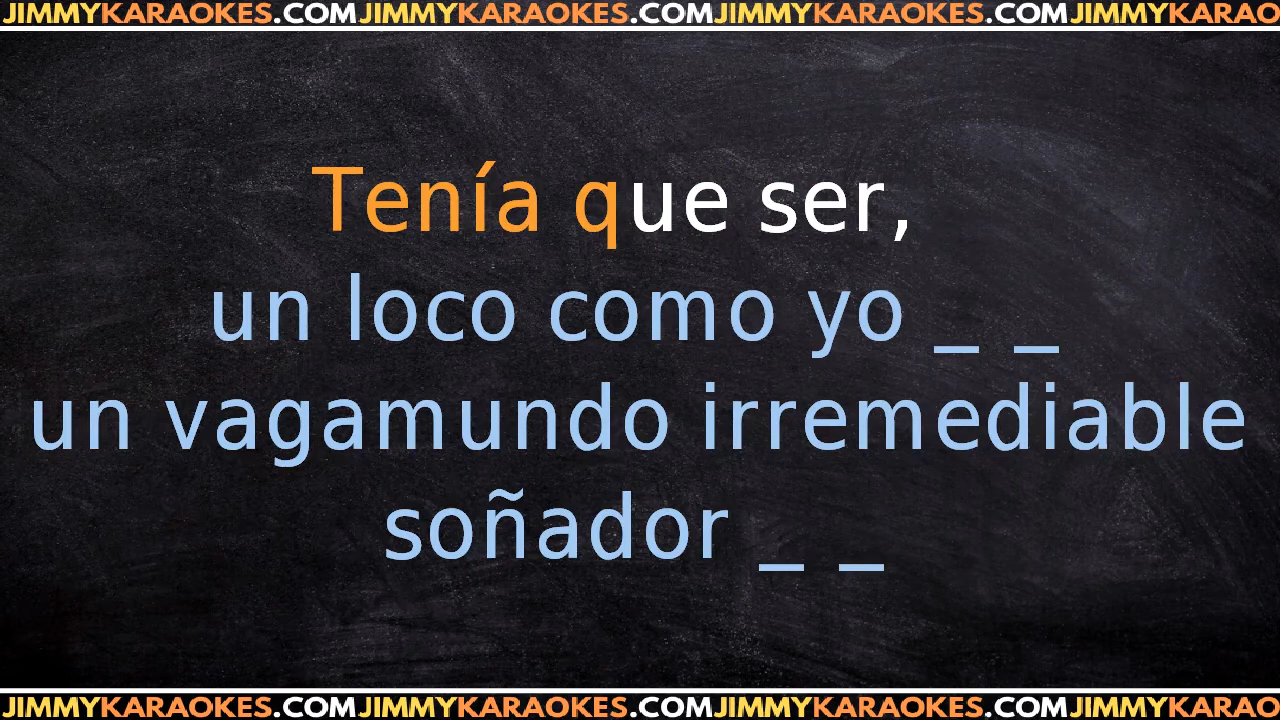 JIMMYKARAOKES.COMJIMMYKARAOKES.COMJIMMYKARAOKES.COMJIMMYKARAO
Tenía que ser,
un loco como yo _ _
un vagamundo irremediable
soñador _ _
JIMMYKARAOKES.COMJIMMYKARAOKES.COMJIMMYKARAOKES.COMJIMMYKARAO